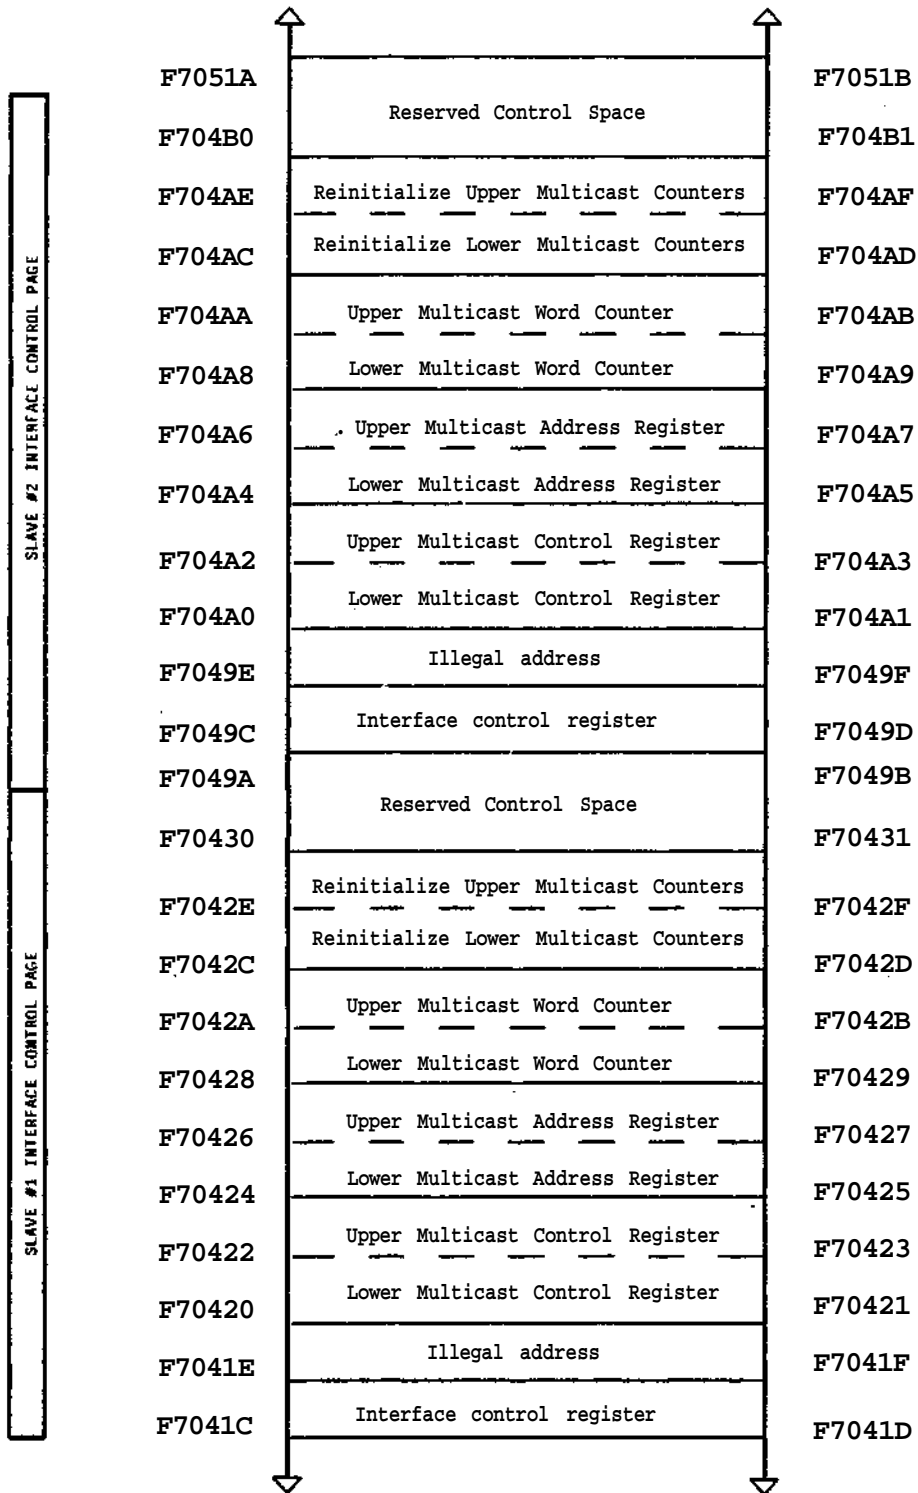 F7051A F7051B
Reserved Control Space
F704B0 F704B1
F704AE Reinitialize Upper Multicast Counters F704AF
F704AC Reinitialize Lower Multicast Counters F704AD
F704AA Upper Multicast Word Counter F704AB
F704A8 Lower Multicast Word Counter F704A9
F704A6 Upper Multicast Address Register F704A7
F704A4 Lower Multicast Address Register F704A5
F704A2 Upper Multicast Control Register F704A3
F704A0 Lower Multicast Control Register F704A1
F7049E Illegal address F7049F
F7049C Interface control register F7049D
F7049A F7049B
Reserved Control Space
F70430 F70431
F7042E Reinitialize Upper Multicast Counters F7042F
F7042C Reinitialize Lower Multicast Counters F7042D
F7042A Upper Multicast Word Counter F7042B
F70428 Lower Multicast Word Counter F70429
F70426 Upper Multicast Address Register F70427
F70424 Lower Multicast Address Register F70425
F70422 Upper Multicast Control Register F70423
F70420 Lower Multicast Control Register F70421
F7041E Illegal address F7041F
F7041C Interface control register F7041D
SLAVE #2 INTERFACE CONTROL PAGE
SLAVE #1 INTERFACE CONTROL PAGE